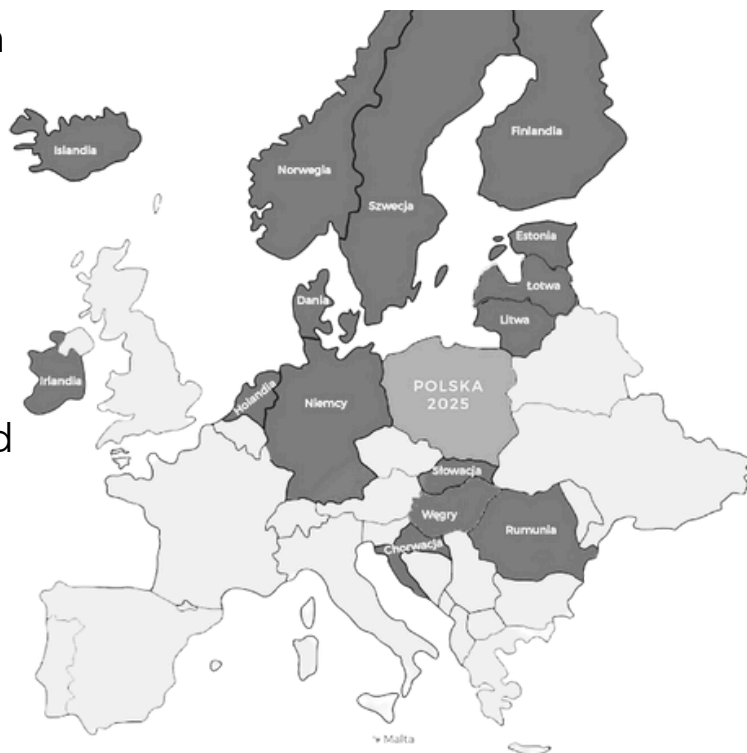 Islandia
Norwegia
Szwecja
Finlandia
Estonia
Łotwa
Litwa
Dania
Irlandia
Holandia
Niemcy
POLSKA
2025
Słowacja
Węgry
Rumunia
Chorwacja
Malta
d